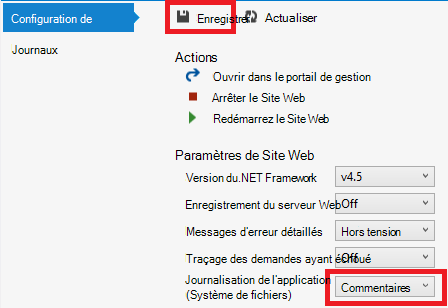 Configuration de
Enregistrer
Actualiser
Journaux
Actions
Ouvrir dans le portail de gestion
Arrêter le Site Web
Redémarrez le Site Web
Paramètres de Site Web
Version du.NET Framework
v4.5
Enregistrement du serveur Web
Off
Messages d'erreur détaillés
Hors tension
Traçage des demandes ayant échoué
Off
Journalisation de l'application
(Système de fichiers)
Commentaires